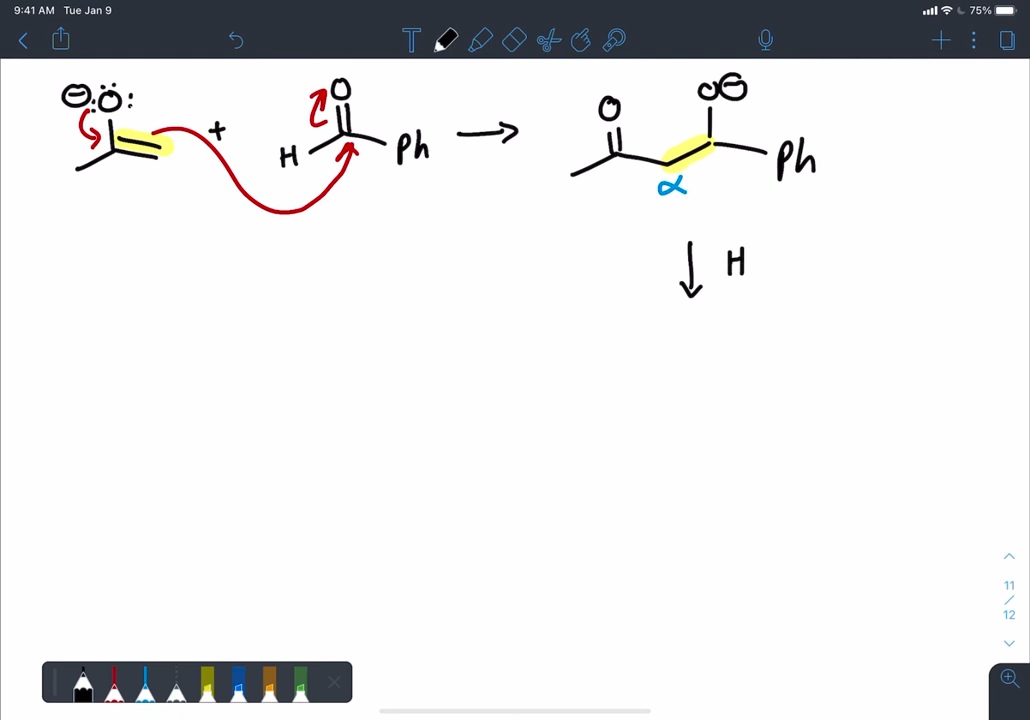 9:41 AM Tue Jan 9
75%
T
⊖ :Ö: + O H Ph → O O⊖ Ph
α
↓ H
11
/
12